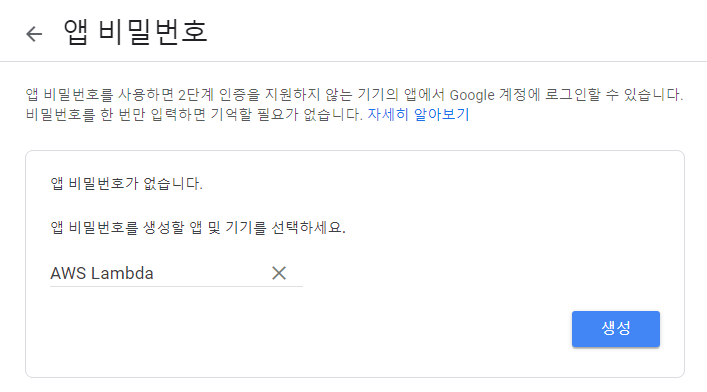 앱 비밀번호
앱 비밀번호를 사용하면 2단계 인증을 지원하지 않는 기기의 앱에서 Google 계정에 로그인할 수 있습니다.
비밀번호를 한 번만 입력하면 기억할 필요가 없습니다. 자세히 알아보기
앱 비밀번호가 없습니다.
앱 비밀번호를 생성할 앱 및 기기를 선택하세요.
AWS Lambda
생성